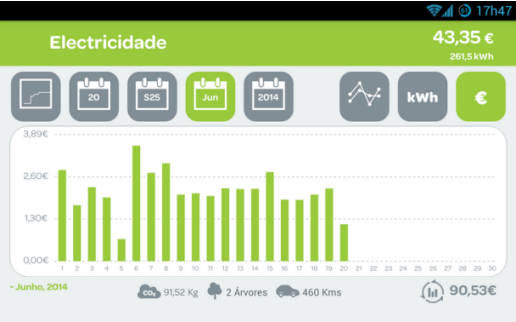 61 17h47
Electricidade
43,35 €
261,5 kWh
20 S25 Jun 2014 kWh €
3,89€
2,60€
1,30€
0,00€
1 2 3 4 5 6 7 8 9 10 11 12 13 14 15 16 17 18 19 20 21 22 23 24 25 26 27 28 29 30
- Junho, 2014
CO₂ 91,52 Kg 2 Árvores 460 Kms 90,53€